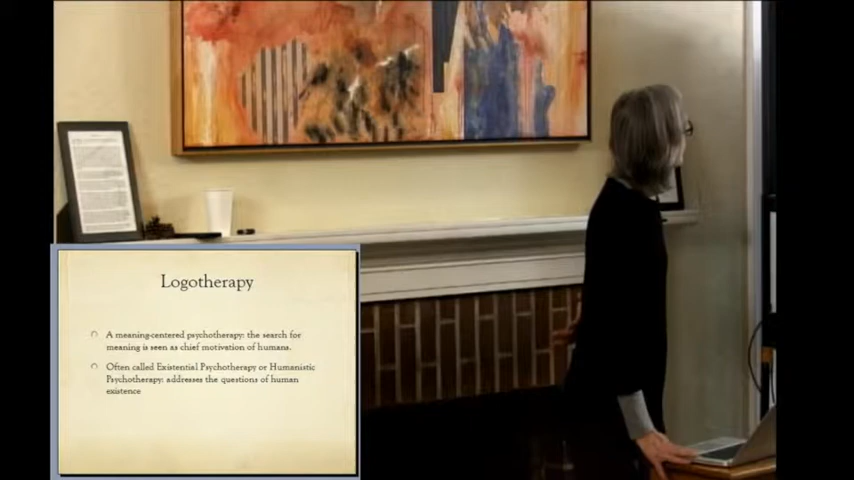 Logotherapy
A meaning-centered psychotherapy: the search for
meaning is seen as chief motivation of humans.
Often called Existential Psychotherapy or Humanistic
Psychotherapy: addresses the questions of human
existence